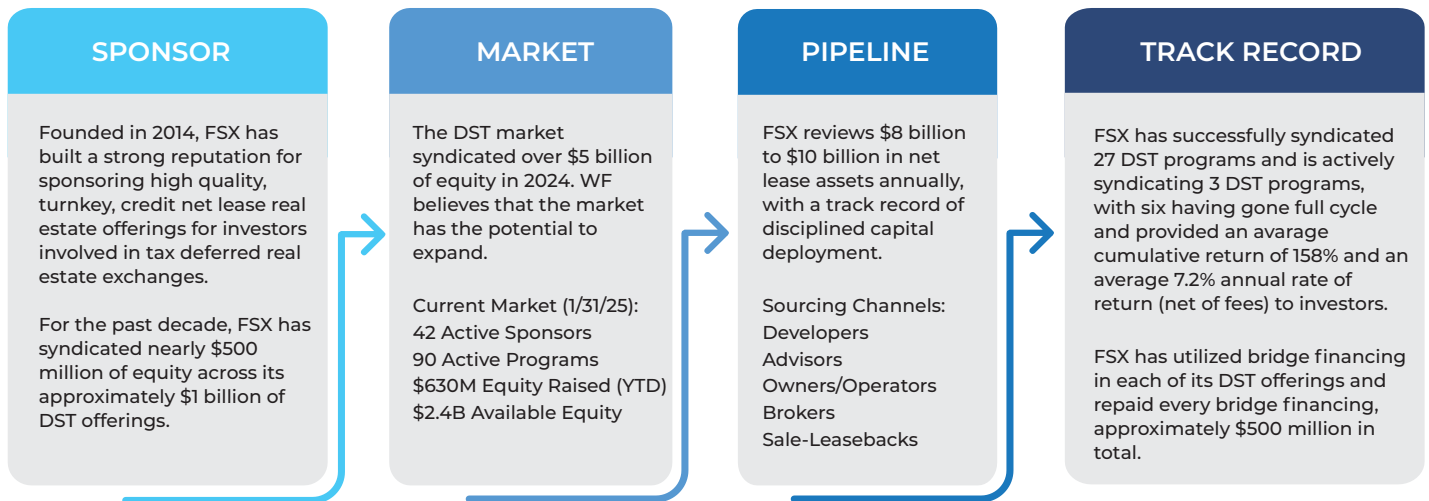 SPONSOR
Founded in 2014, FSX has
built a strong reputation for
sponsoring high quality,
turnkey, credit net lease real
estate offerings for investors
involved in tax deferred real
estate exchanges.
For the past decade, FSX has
syndicated nearly $500
million of equity across its
approximately $1 billion of
DST offerings.
MARKET
The DST market
syndicated over $5 billion
of equity in 2024. WF
believes that the market
has the potential to
expand.
Current Market (1/31/25):
42 Active Sponsors
90 Active Programs
$630M Equity Raised (YTD)
$2.4B Available Equity
PIPELINE
FSX reviews $8 billion
to $10 billion in net
lease assets annually,
with a track record of
disciplined capital
deployment.
Sourcing Channels:
Developers
Advisors
Owners/Operators
Brokers
Sale-Leasebacks
TRACK RECORD
FSX has successfully syndicated
27 DST programs and is actively
syndicating 3 DST programs,
with six having gone full cycle
and provided an avarage
cumulative return of 158% and an
average 7.2% annual rate of
return (net of fees) to investors.
FSX has utilized bridge financing
in each of its DST offerings and
repaid every bridge financing,
approximately $500 million in
total.